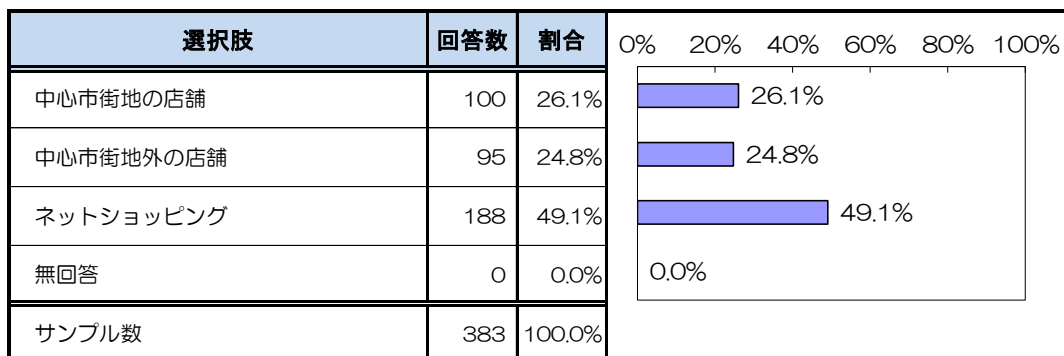 選択肢 回答数 割合 0% 20% 40% 60% 80% 100%
中心市街地の店舗 100 26.1% 26.1%
中心市街地外の店舗 95 24.8% 24.8%
ネットショッピング 188 49.1% 49.1%
無回答 0 0.0% 0.0%
サンプル数 383 100.0%